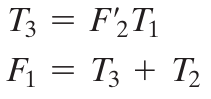 T₃ = F′₂T₁
F₁ = T₃ + T₂